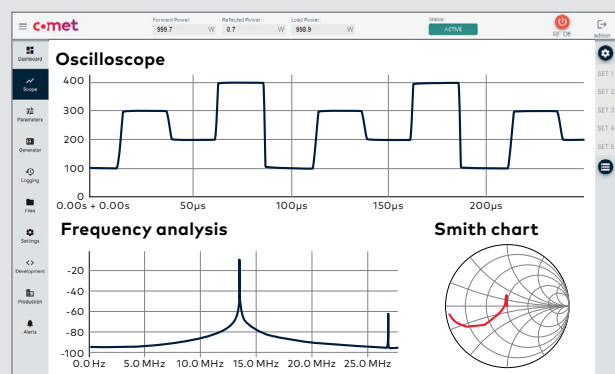 comet
Forward Power: Reflected Power: Load Power: Status:
999.7 W 0.7 W 998.9 W ACTIVE
RF Off
admin
Dashboard
Scope
Parameters
Generator
Logging
Files
Settings
Development
Production
Alerts
Oscilloscope
400
300
200
100
0
0.00s + 0.00s 50µs 100µs 150µs 200µs
SET 1
SET 2
SET 3
SET 4
SET 5
Frequency analysis
-20
-40
-60
-80
-100
0.0 Hz 5.0 MHz 10.0 MHz 15.0 MHz 20.0 MHz 25.0 MHz
Smith chart